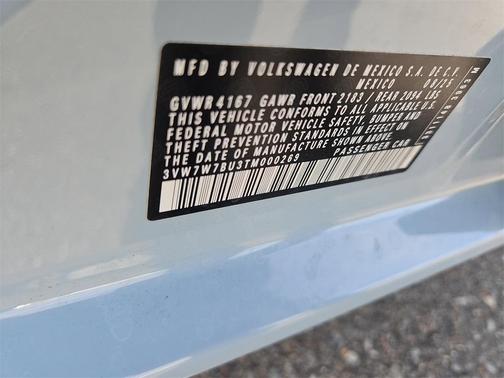 MFD BY VOLKSWAGEN DE MEXICO S.A. DE C.V.
MEXICO 08/25
GVWR 4167 GAWR FRONT 2183 / REAR 2094 LBS
THIS VEHICLE CONFORMS TO ALL APPLICABLE U.S.
FEDERAL MOTOR VEHICLE SAFETY, BUMPER AND
THEFT PREVENTION STANDARDS IN EFFECT ON
THE DATE OF MANUFACTURE SHOWN ABOVE.
3VW7W7BU3TM000269 PASSENGER CAR